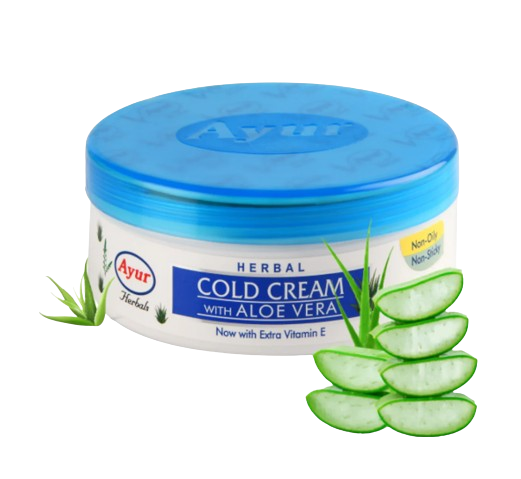 Ayur
Non-Oily
Non-Sticky
Ayur
Herbals
HERBAL
COLD CREAM
WITH ALOE VERA
Now with Extra Vitamin E